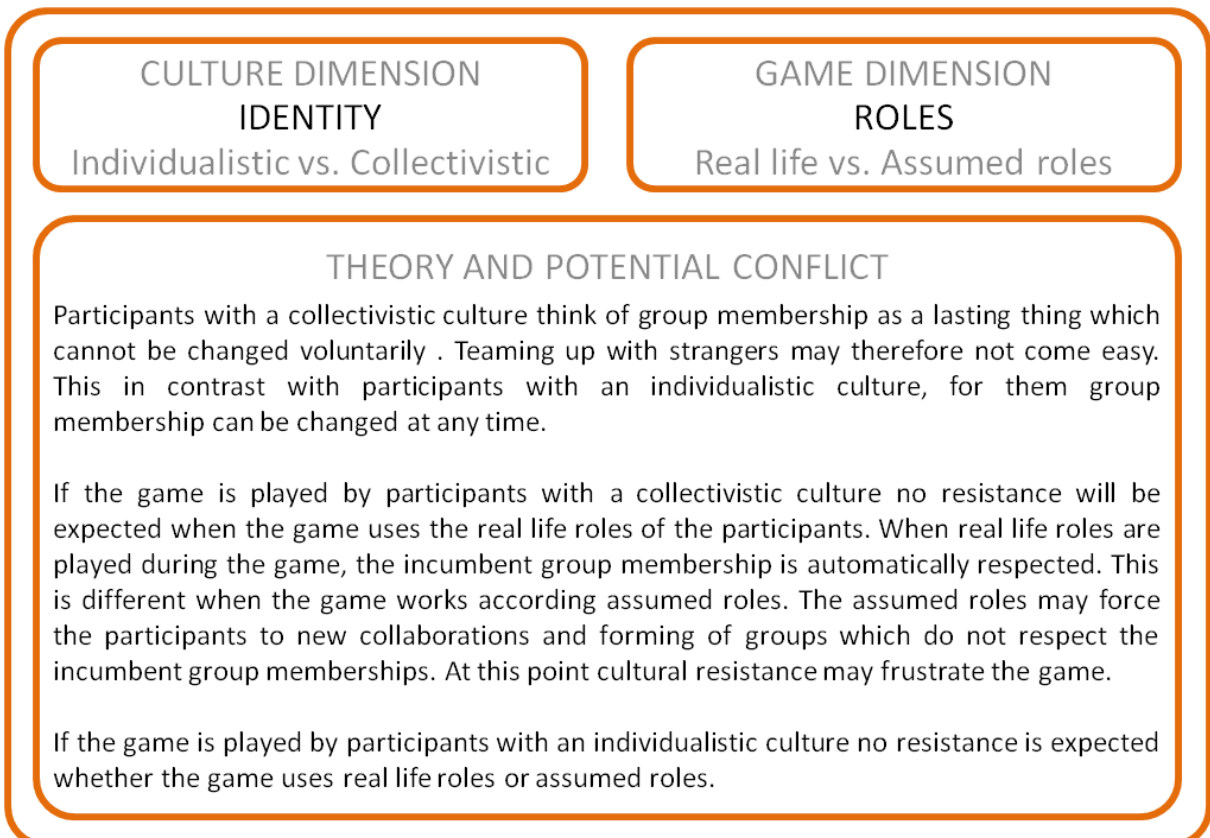 CULTURE DIMENSION
IDENTITY
Individualistic vs. Collectivistic
GAME DIMENSION
ROLES
Real life vs. Assumed roles
THEORY AND POTENTIAL CONFLICT
Participants with a collectivistic culture think of group membership as a lasting thing which
cannot be changed voluntarily . Teaming up with strangers may therefore not come easy.
This in contrast with participants with an individualistic culture, for them group
membership can be changed at any time.
If the game is played by participants with a collectivistic culture no resistance will be
expected when the game uses the real life roles of the participants. When real life roles are
played during the game, the incumbent group membership is automatically respected. This
is different when the game works according assumed roles. The assumed roles may force
the participants to new collaborations and forming of groups which do not respect the
incumbent group memberships. At this point cultural resistance may frustrate the game.
If the game is played by participants with an individualistic culture no resistance is expected
whether the game uses real life roles or assumed roles.